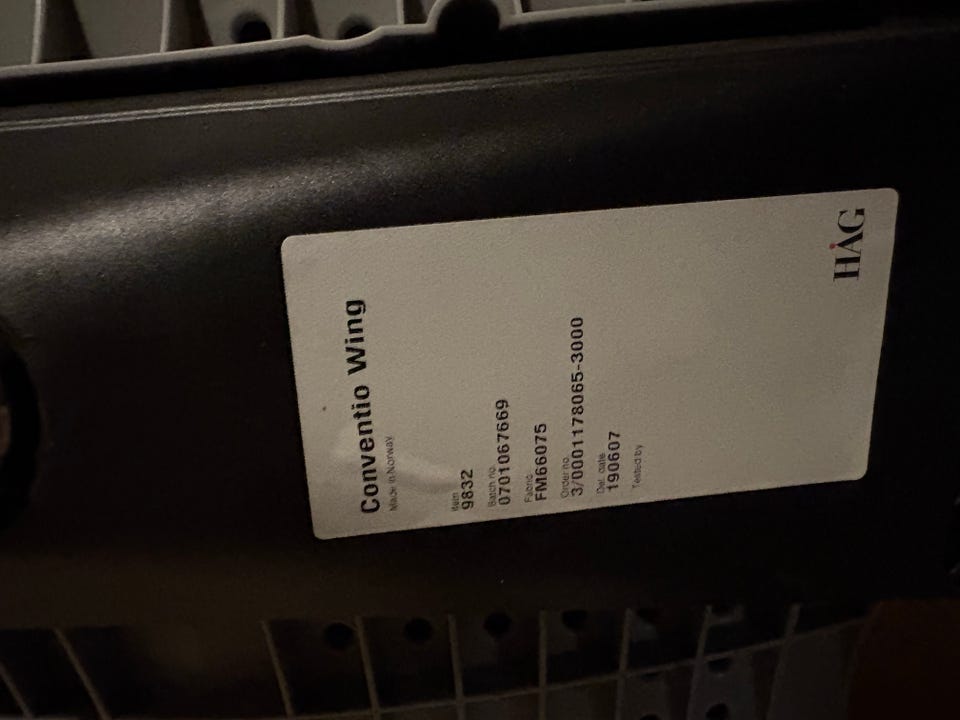 Conventio Wing
Made in Norway
Item
9832
Batch no.
0701067669
Fabric
FM66075
Order no.
3/0001178065-3000
Del. date
190607
Tested by
HÅG